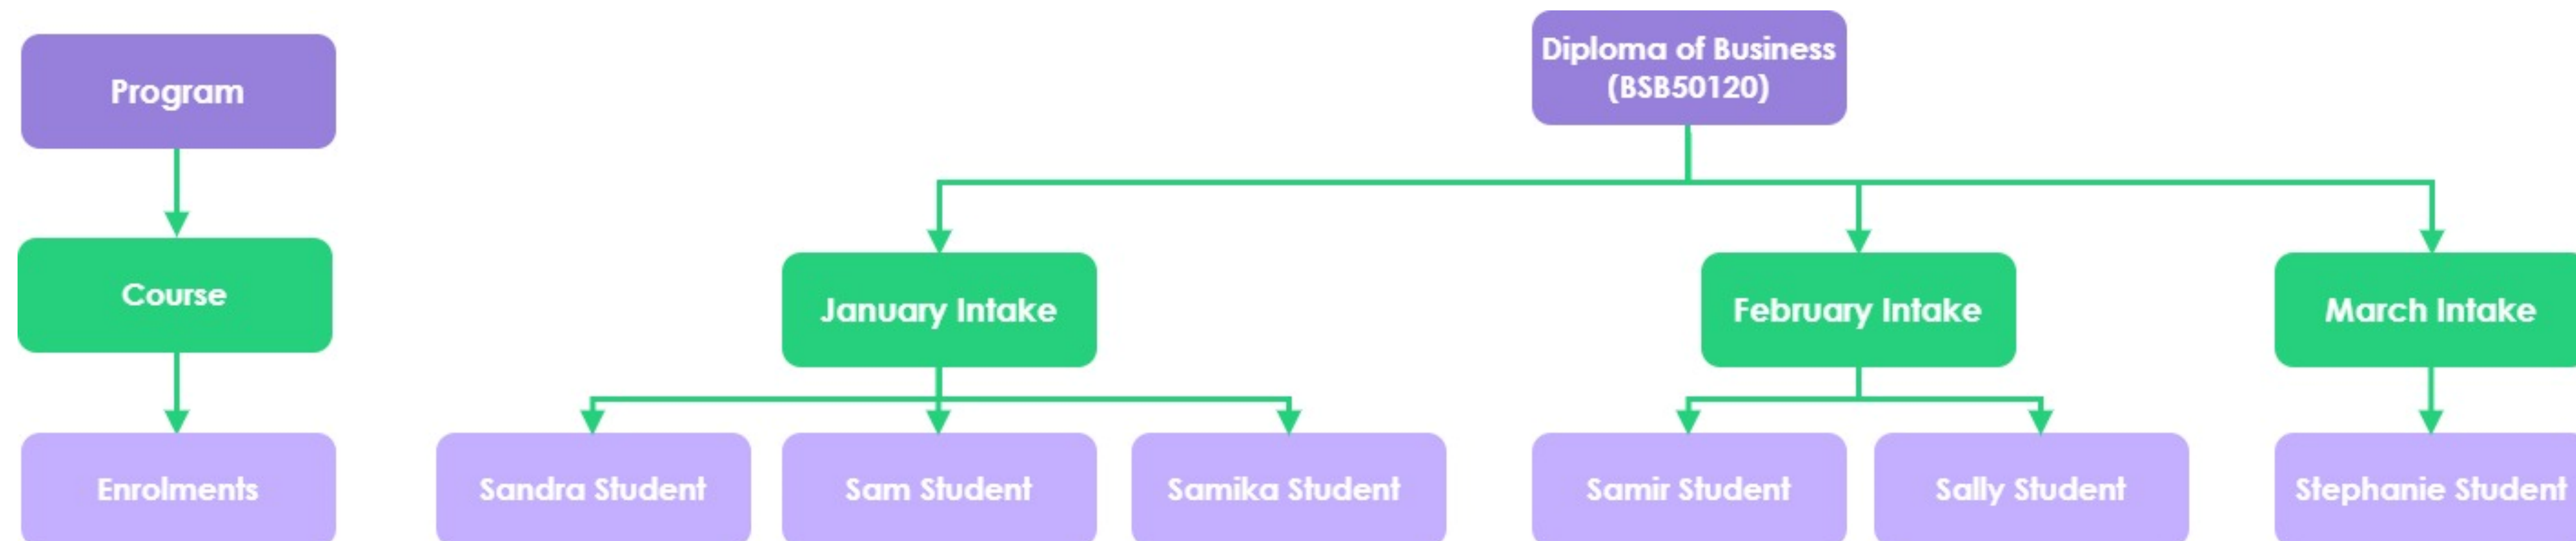 Program
Diploma of Business
(BSB50120)
Course
January Intake
February Intake
March Intake
Enrolments
Sandra Student
Sam Student
Samika Student
Samir Student
Sally Student
Stephanie Student